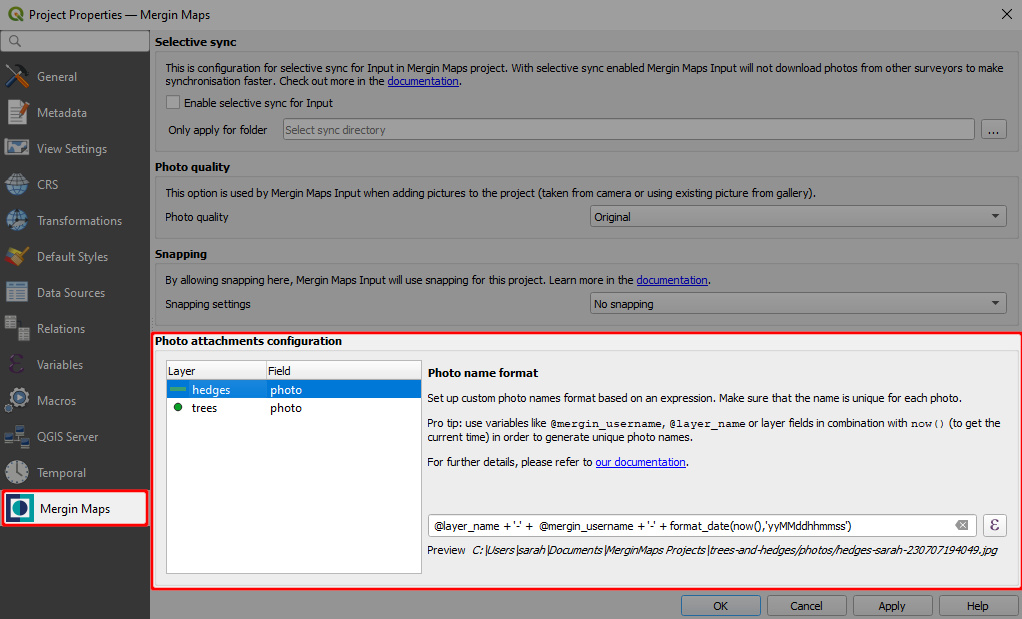 Project Properties — Mergin Maps
General
Metadata
View Settings
CRS
Transformations
Default Styles
Data Sources
Relations
Variables
Macros
QGIS Server
Temporal
Mergin Maps
Selective sync
This is configuration for selective sync for Input in Mergin Maps project. With selective sync enabled Mergin Maps Input will not download photos from other surveyors to make
synchronisation faster. Check out more in the documentation.
Enable selective sync for Input
Only apply for folder Select sync directory ...
Photo quality
This option is used by Mergin Maps Input when adding pictures to the project (taken from camera or using existing picture from gallery).
Photo quality Original
Snapping
By allowing snapping here, Mergin Maps Input will use snapping for this project. Learn more in the documentation.
Snapping settings No snapping
Photo attachments configuration
Layer Field
hedges photo
trees photo
Photo name format
Set up custom photo names format based on an expression. Make sure that the name is unique for each photo.
Pro tip: use variables like @mergin_username, @layer_name or layer fields in combination with now() (to get the
current time) in order to generate unique photo names.
For further details, please refer to our documentation.
@layer_name + '-' + @mergin_username + '-' + format_date(now(),'yyMMddhhmmss') ε
Preview C:\Users\sarah\Documents\MerginMaps Projects\trees-and-hedges/photos/hedges-sarah-230707194049.jpg
OK Cancel Apply Help